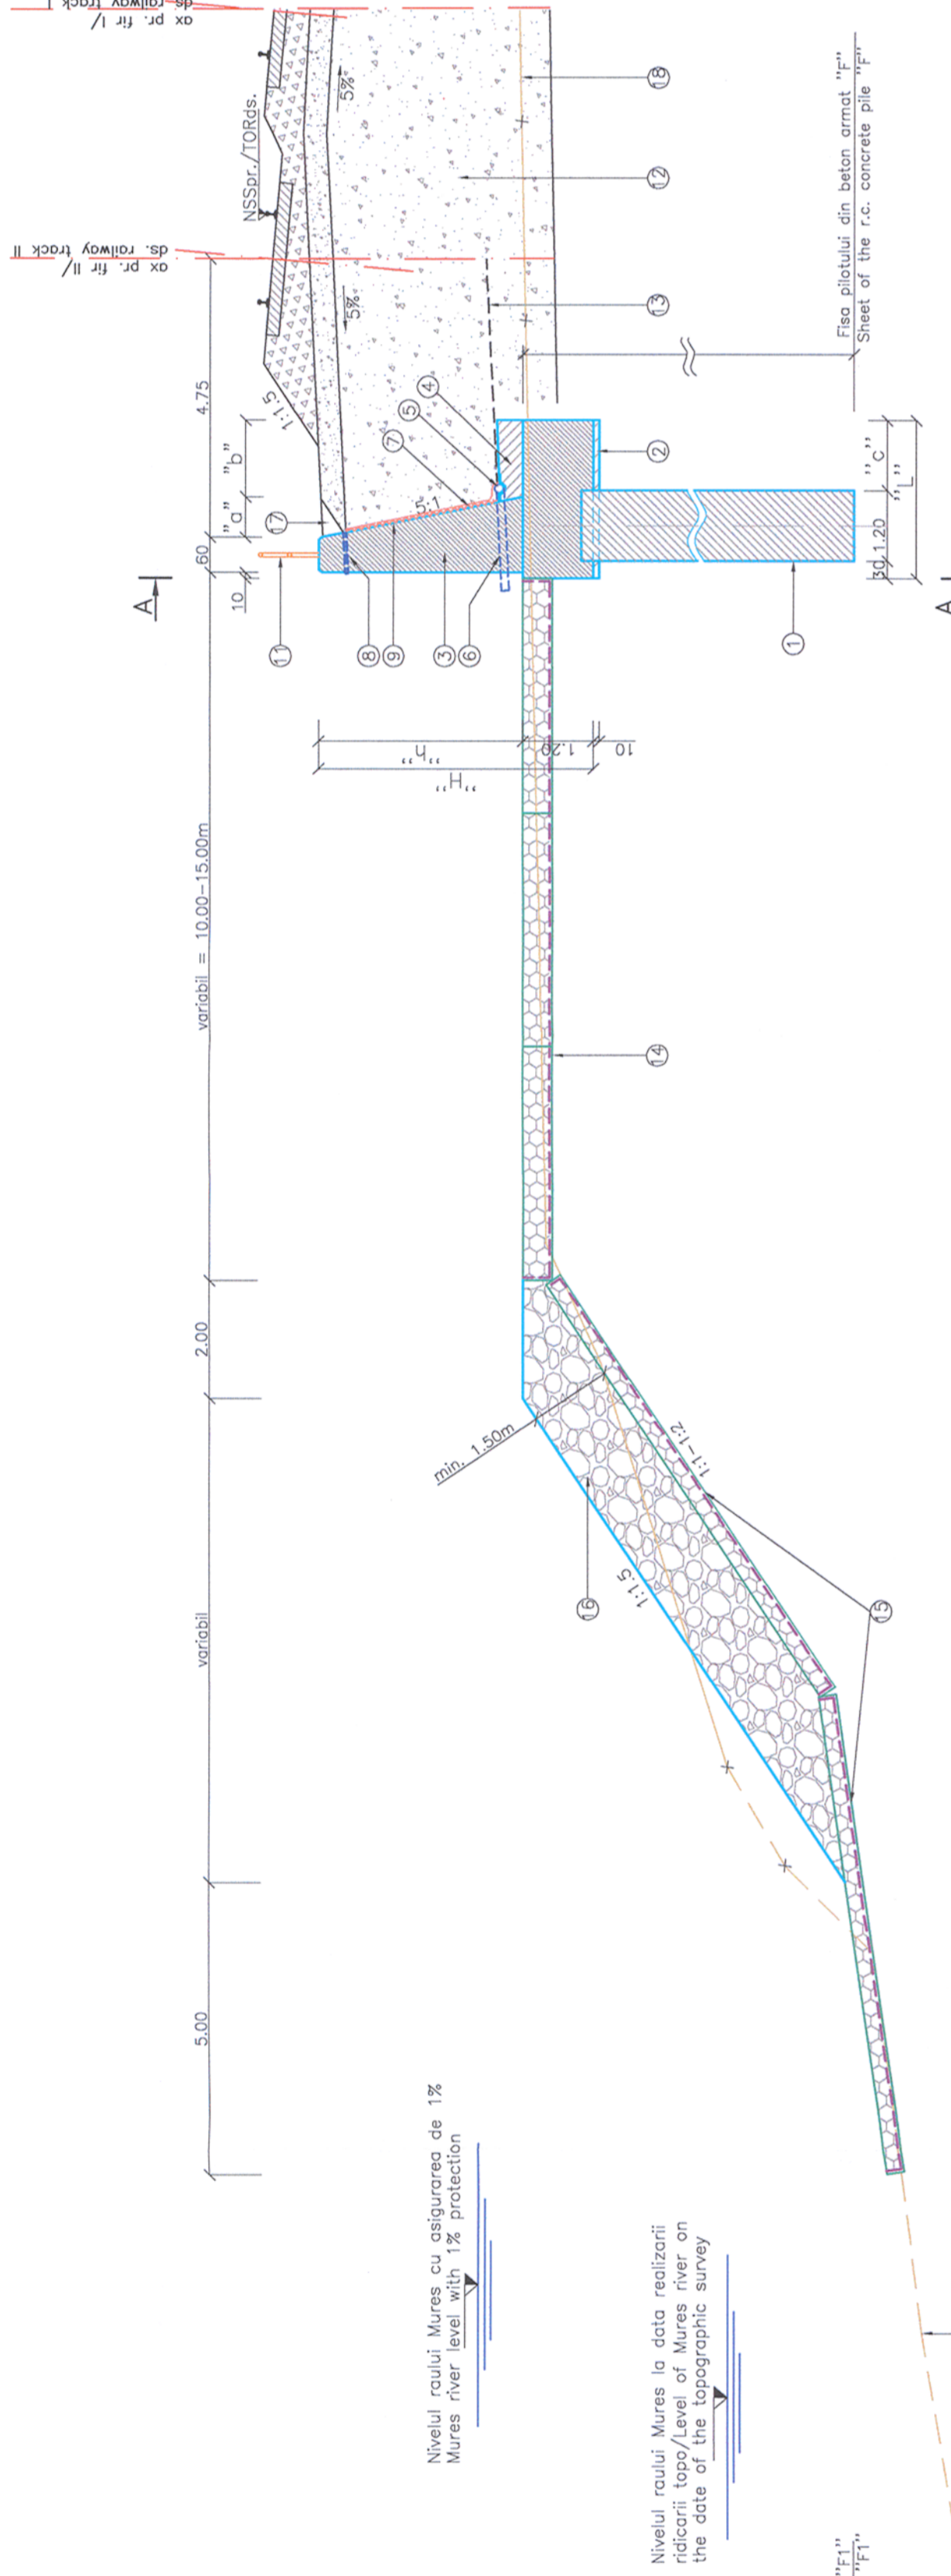 ax pr. fir I/
ds. railway track I
ax pr. fir II/
ds. railway track II
NSSpr./TORds.
5%
5%
1:1.5
4.75
"a"
"b"
60
10
A
17
11
8
9
3
6
7
5
4
5:1
13
12
18
2
1
"H"
"h"
1.20
10
30
1.20
"c"
"L"
A
Fisa pilotului din beton armat "F"
Sheet of the r.c. concrete pile "F"
variabil = 10.00-15.00m
14
2.00
min. 1.50m
1:1-1:2
1:1.5
16
15
variabil
5.00
Nivelul raului Mures cu asigurarea de 1%
Mures river level with 1% protection
Nivelul raului Mures la data realizarii
ridicarii topo/Level of Mures river on
the date of the topographic survey
"F1"
"F1"